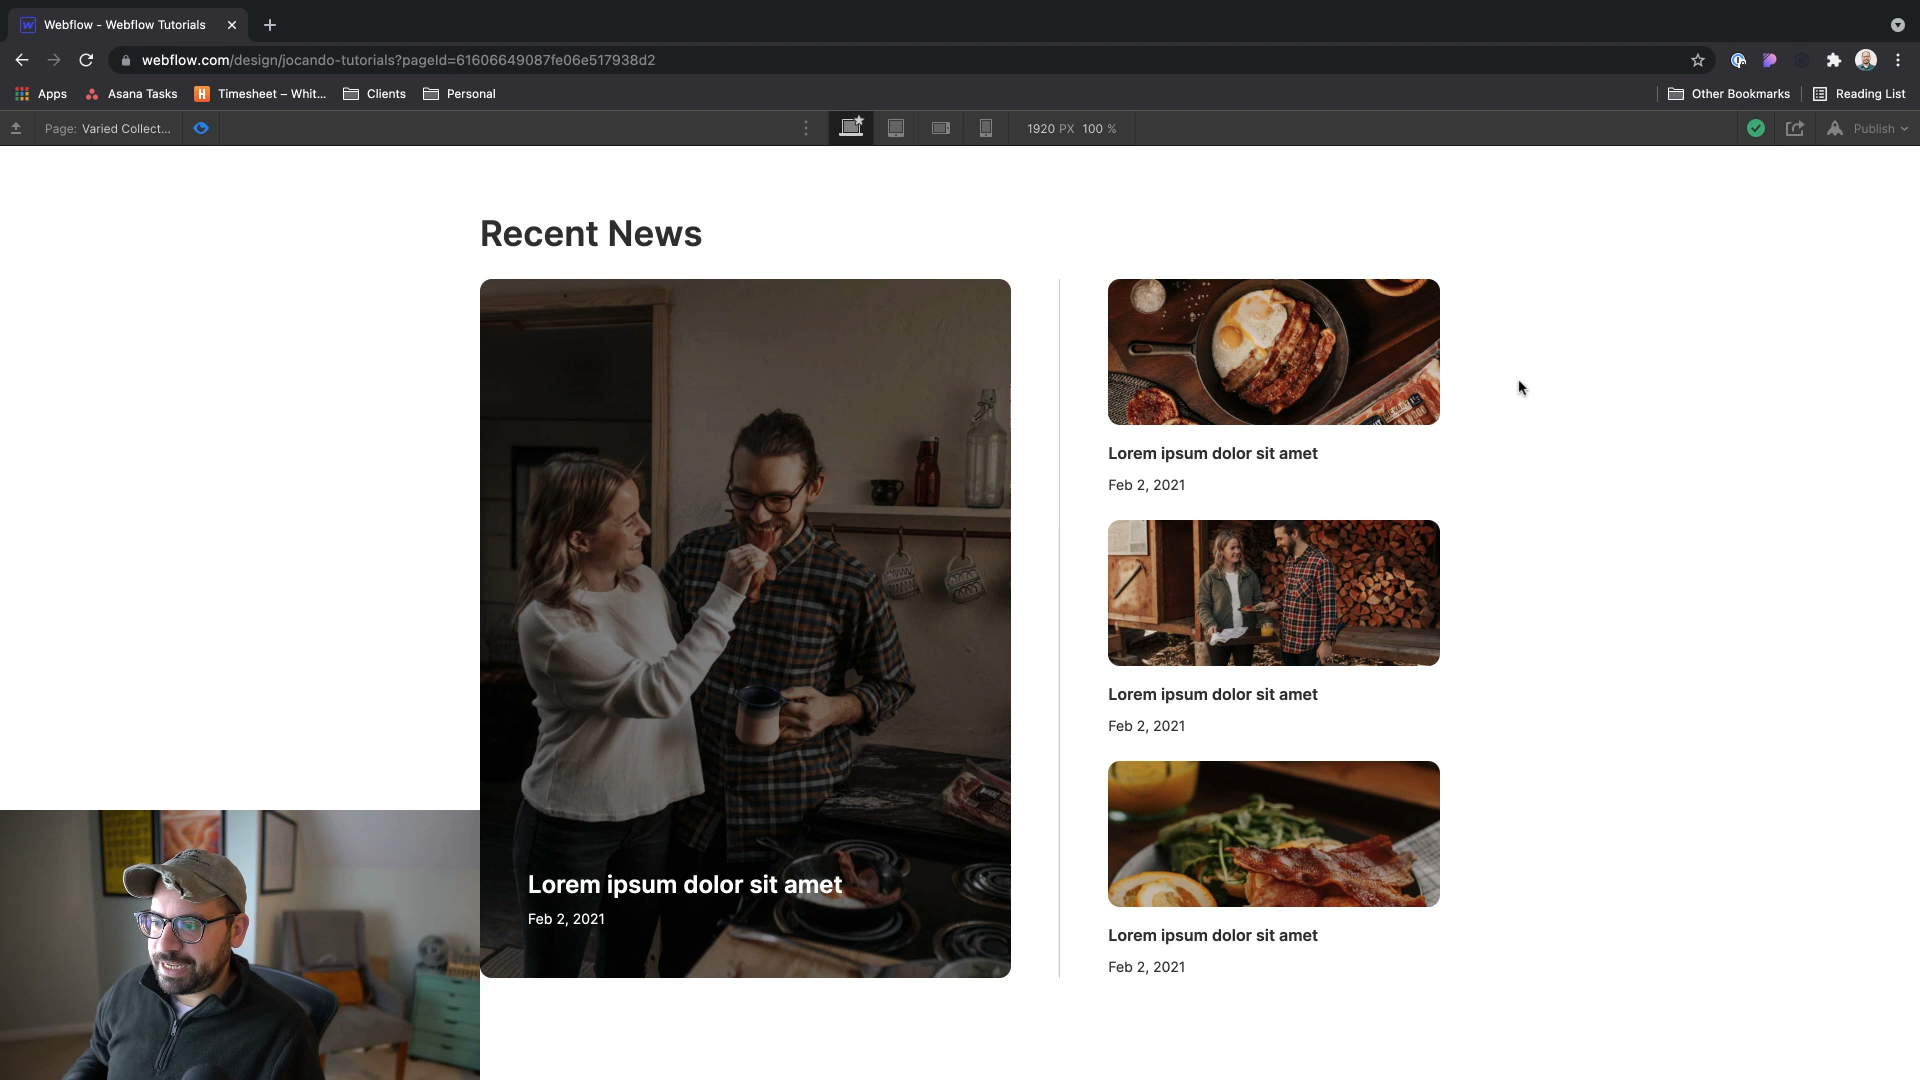 Webflow - Webflow Tutorials
webflow.com/design/jocando-tutorials?pageId=61606649087fe06e517938d2
Apps
Asana Tasks
Timesheet – Whit...
Clients
Personal
Other Bookmarks
Reading List
Page: Varied Collect...
1920 PX 100 %
Publish
Recent News
Lorem ipsum dolor sit amet
Feb 2, 2021
Lorem ipsum dolor sit amet
Feb 2, 2021
Lorem ipsum dolor sit amet
Feb 2, 2021
Lorem ipsum dolor sit amet
Feb 2, 2021